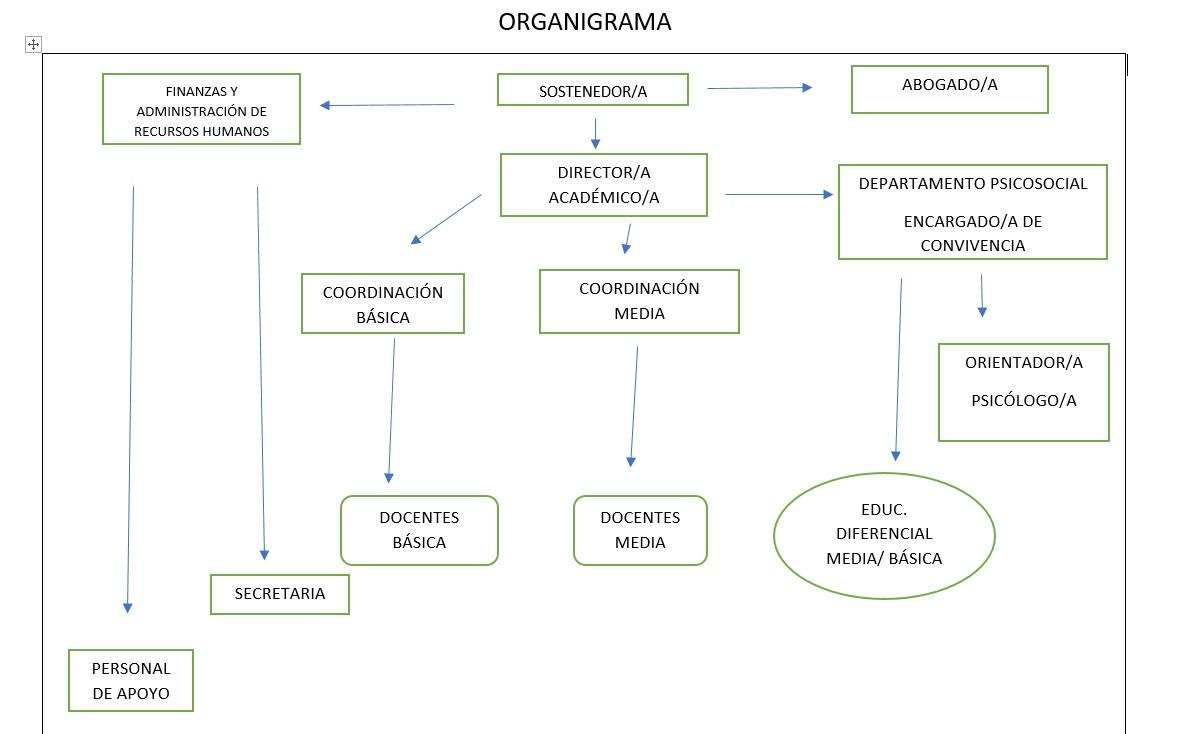 ORGANIGRAMA
FINANZAS Y
ADMINISTRACIÓN DE
RECURSOS HUMANOS
SOSTENEDOR/A
ABOGADO/A
DIRECTOR/A
ACADÉMICO/A
DEPARTAMENTO PSICOSOCIAL
ENCARGADO/A DE
CONVIVENCIA
COORDINACIÓN
BÁSICA
COORDINACIÓN
MEDIA
ORIENTADOR/A
PSICÓLOGO/A
DOCENTES
BÁSICA
DOCENTES
MEDIA
EDUC.
DIFERENCIAL
MEDIA/ BÁSICA
SECRETARIA
PERSONAL
DE APOYO